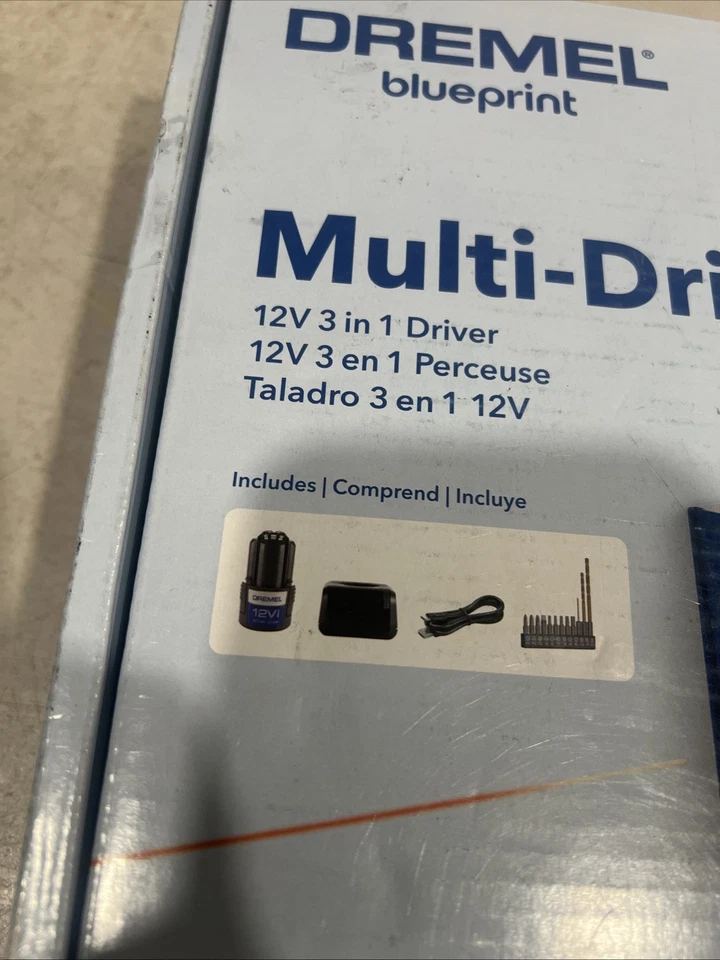 DREMEL®
blueprint
Multi-Dri
12V 3 in 1 Driver
12V 3 en 1 Perceuse
Taladro 3 en 1 12V
Includes | Comprend | Incluye
DREMEL
12V